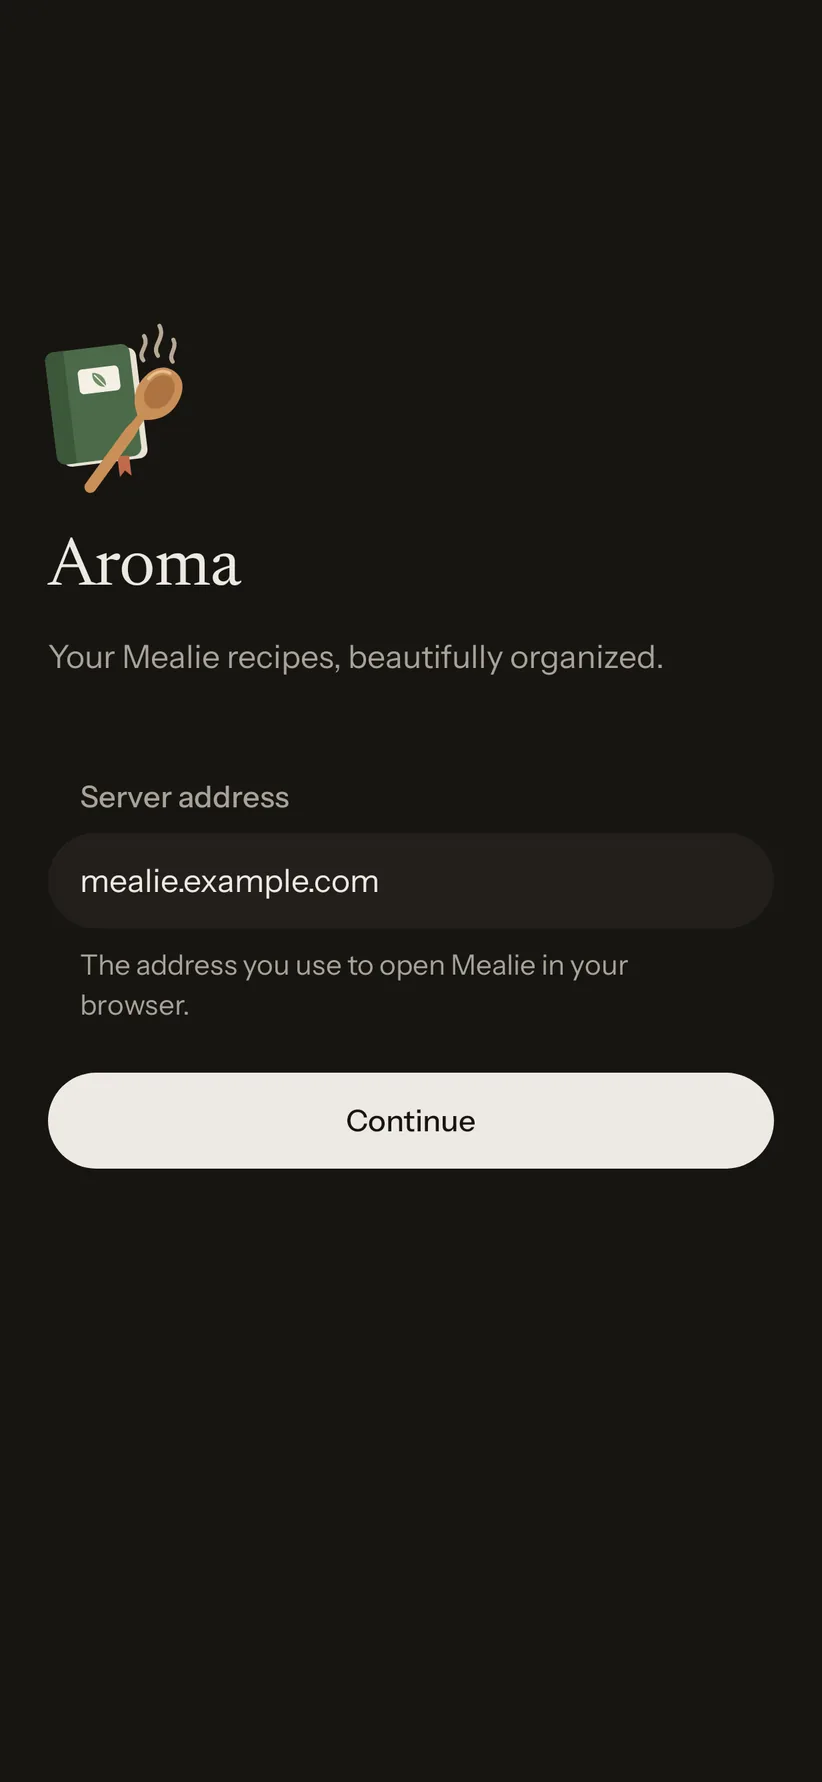 Aroma
Your Mealie recipes, beautifully organized.
Server address
mealie.example.com
The address you use to open Mealie in your
browser.
Continue